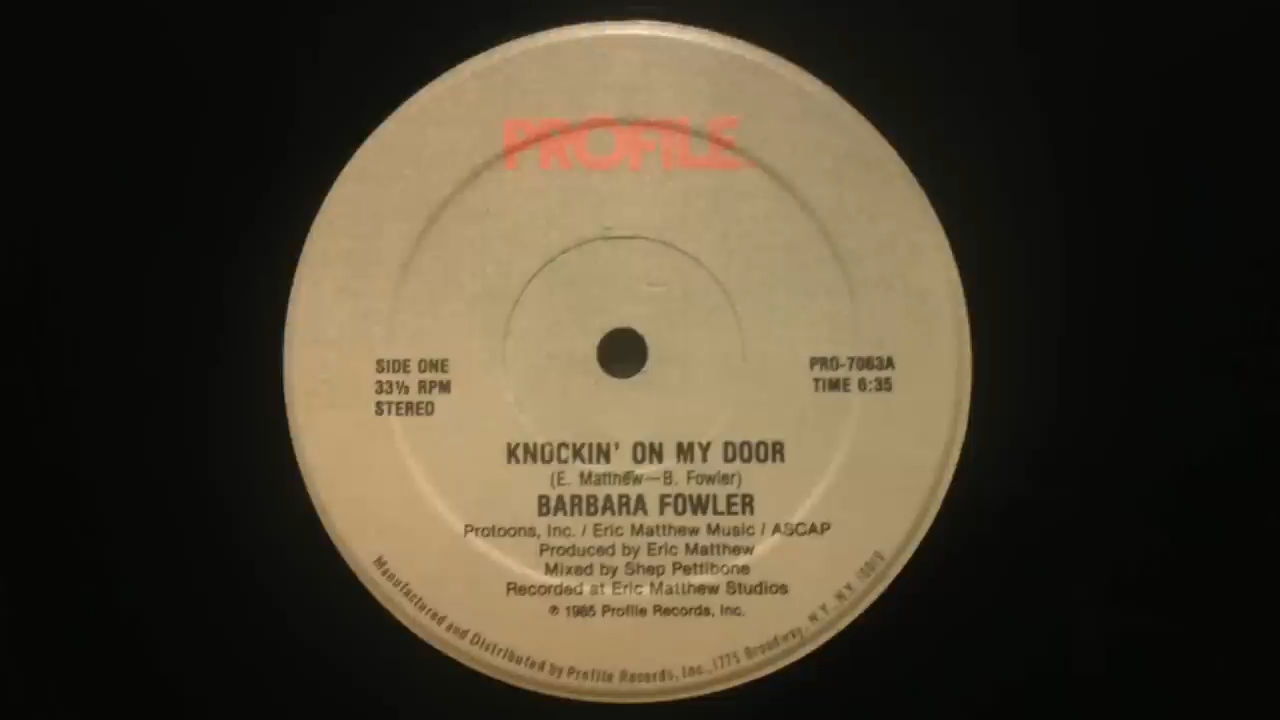 PROFILE
SIDE ONE
33⅓ RPM
STEREO
PRO-7063A
TIME 6:35
KNOCKIN' ON MY DOOR
(E. Matthew—B. Fowler)
BARBARA FOWLER
Protoons, Inc. / Eric Matthew Music / ASCAP
Produced by Eric Matthew
Mixed by Shep Pettibone
Recorded at Eric Matthew Studios
℗ 1985 Profile Records, Inc.
Manufactured and Distributed by Profile Records, Inc., 1775 Broadway, N.Y., N.Y. 10019